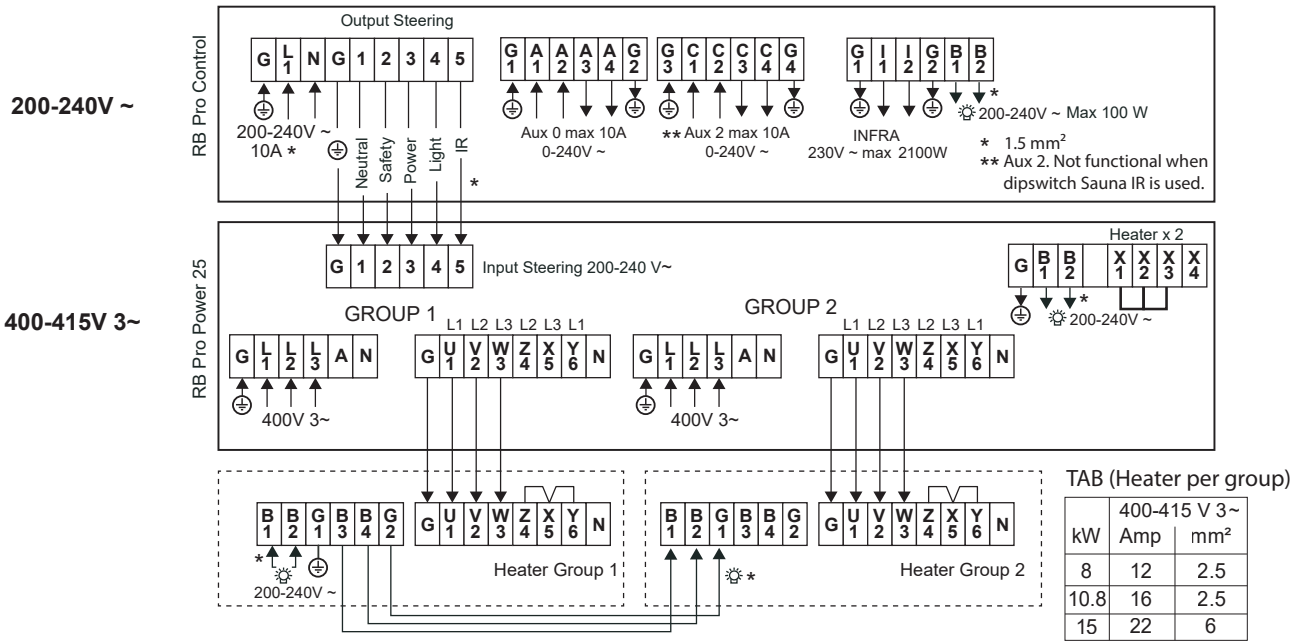 Output Steering
RB Pro Control
200-240V ~
G L1 N G 1 2 3 4 5
G1 A1 A2 A3 A4 G2
G3 C1 C2 C3 C4 G4
G1 I1 I2 G2 B1 B2
200-240V ~
10A *
Neutral
Safety
Power
Light
IR
*
Aux 0 max 10A
0-240V ~
** Aux 2 max 10A
0-240V ~
INFRA
230V ~ max 2100W
*
200-240V ~ Max 100 W
* 1.5 mm²
** Aux 2. Not functional when
dipswitch Sauna IR is used.
RB Pro Power 25
400-415V 3~
G 1 2 3 4 5
Input Steering 200-240 V~
Heater x 2
G B1 B2 X1 X2 X3 X4
*
200-240V ~
GROUP 1
L1 L2 L3 L2 L3 L1
G L1 L2 L3 A N
G U1 V2 W3 Z4 X5 Y6 N
400V 3~
GROUP 2
L1 L2 L3 L2 L3 L1
G L1 L2 L3 A N
G U1 V2 W3 Z4 X5 Y6 N
400V 3~
B1 B2 G1 B3 B4 G2
G U1 V2 W3 Z4 X5 Y6 N
*
200-240V ~
Heater Group 1
B1 B2 G1 B3 B4 G2
G U1 V2 W3 Z4 X5 Y6 N
*
Heater Group 2
TAB (Heater per group)
400-415 V 3~
kW Amp mm²
8 12 2.5
10.8 16 2.5
15 22 6